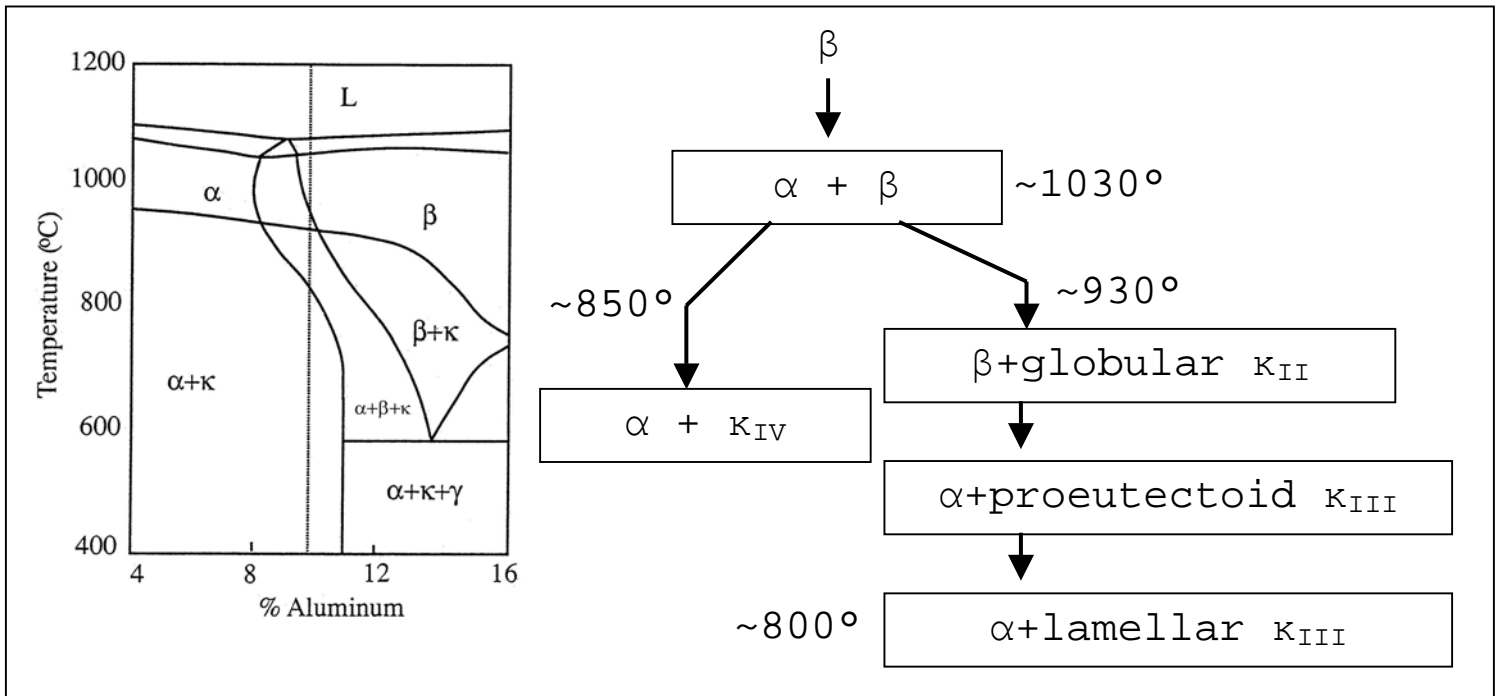 1200
1000
800
600
400
Temperature (ºC)
4
8
12
16
% Aluminum
L
α
β
β+κ
α+κ
α+β+κ
α+κ+γ
β
α + β
~1030º
~850º
~930º
β+globular κII
α + κIV
α+proeutectoid κIII
~800º
α+lamellar κIII